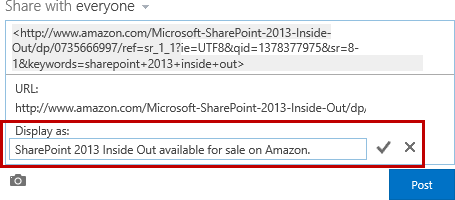 Share with everyone
<http://www.amazon.com/Microsoft-SharePoint-2013-Inside-
Out/dp/0735666997/ref=sr_1_1?ie=UTF8&qid=1378377975&sr=8-
1&keywords=sharepoint+2013+inside+out>
URL:
http://www.amazon.com/Microsoft-SharePoint-2013-Inside-Out/dp/
Display as:
SharePoint 2013 Inside Out available for sale on Amazon.
Post